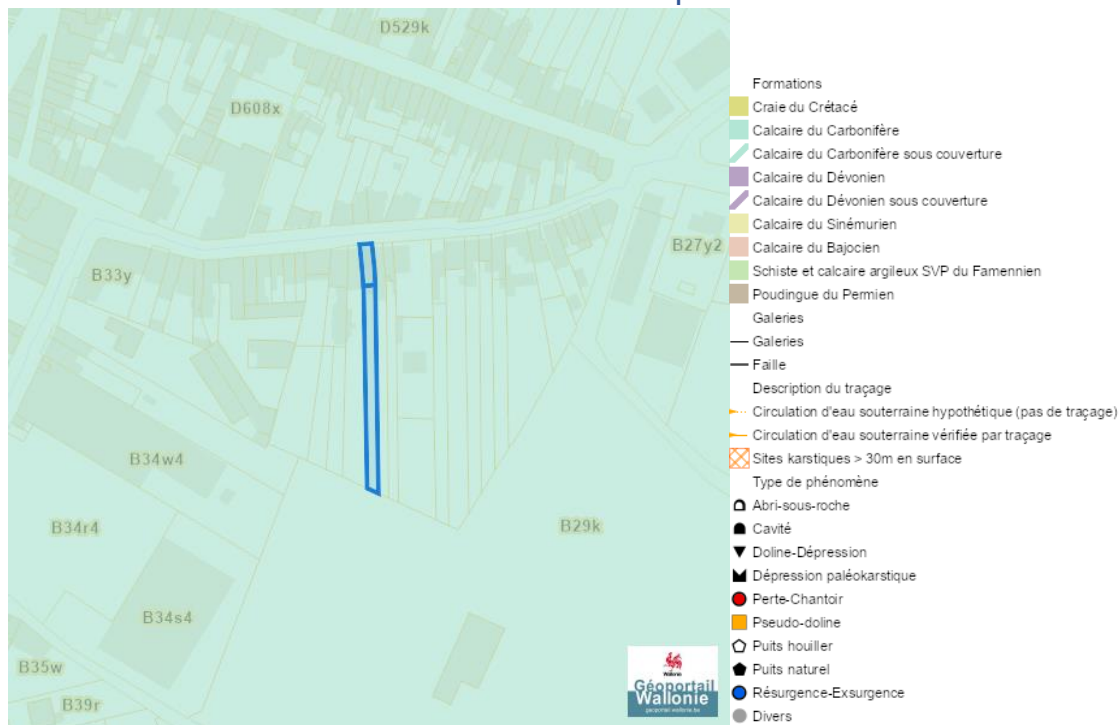 D529k
D608x
B33y
B27y2
B34w4
B34r4
B29k
B34s4
B35w
B39r
Wallonie
Géoportail
Wallonie
geoportail.wallonie.be
Formations
Craie du Crétacé
Calcaire du Carbonifère
Calcaire du Carbonifère sous couverture
Calcaire du Dévonien
Calcaire du Dévonien sous couverture
Calcaire du Sinémurien
Calcaire du Bajocien
Schiste et calcaire argileux SVP du Famennien
Poudingue du Permien
Galeries
Galeries
Faille
Description du traçage
Circulation d'eau souterraine hypothétique (pas de traçage)
Circulation d'eau souterraine vérifiée par traçage
Sites karstiques > 30m en surface
Type de phénomène
Abri-sous-roche
Cavité
Doline-Dépression
Dépression paléokarstique
Perte-Chantoir
Pseudo-doline
Puits houiller
Puits naturel
Résurgence-Exsurgence
Divers